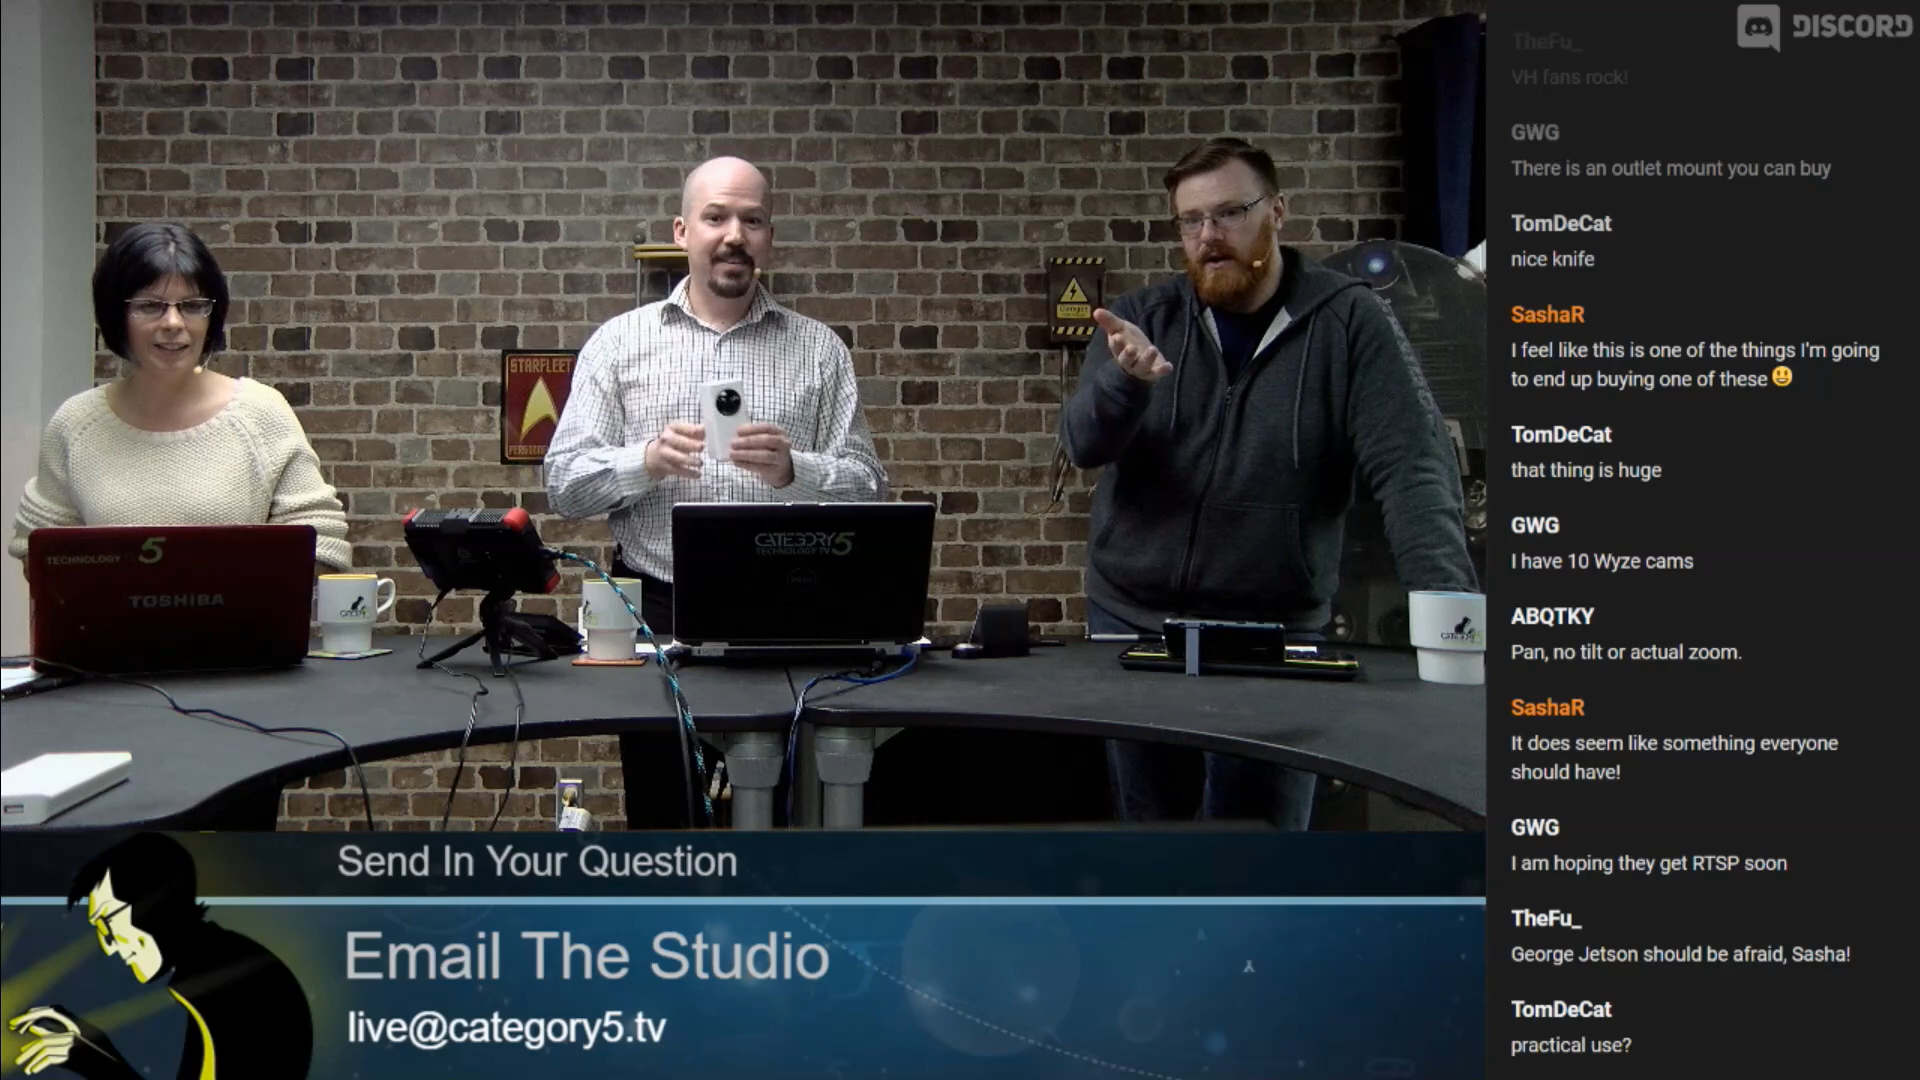 STARFLEET
Danger
TECHNOLOGY 5
TOSHIBA
CATEGORY 5
TECHNOLOGY TV
DELL
Send In Your Question
Email The Studio
live@category5.tv
DISCORD
TheFu_
VH fans rock!
GWG
There is an outlet mount you can buy
TomDeCat
nice knife
SashaR
I feel like this is one of the things I'm going
to end up buying one of these 😃
TomDeCat
that thing is huge
GWG
I have 10 Wyze cams
ABQTKY
Pan, no tilt or actual zoom.
SashaR
It does seem like something everyone
should have!
GWG
I am hoping they get RTSP soon
TheFu_
George Jetson should be afraid, Sasha!
TomDeCat
practical use?